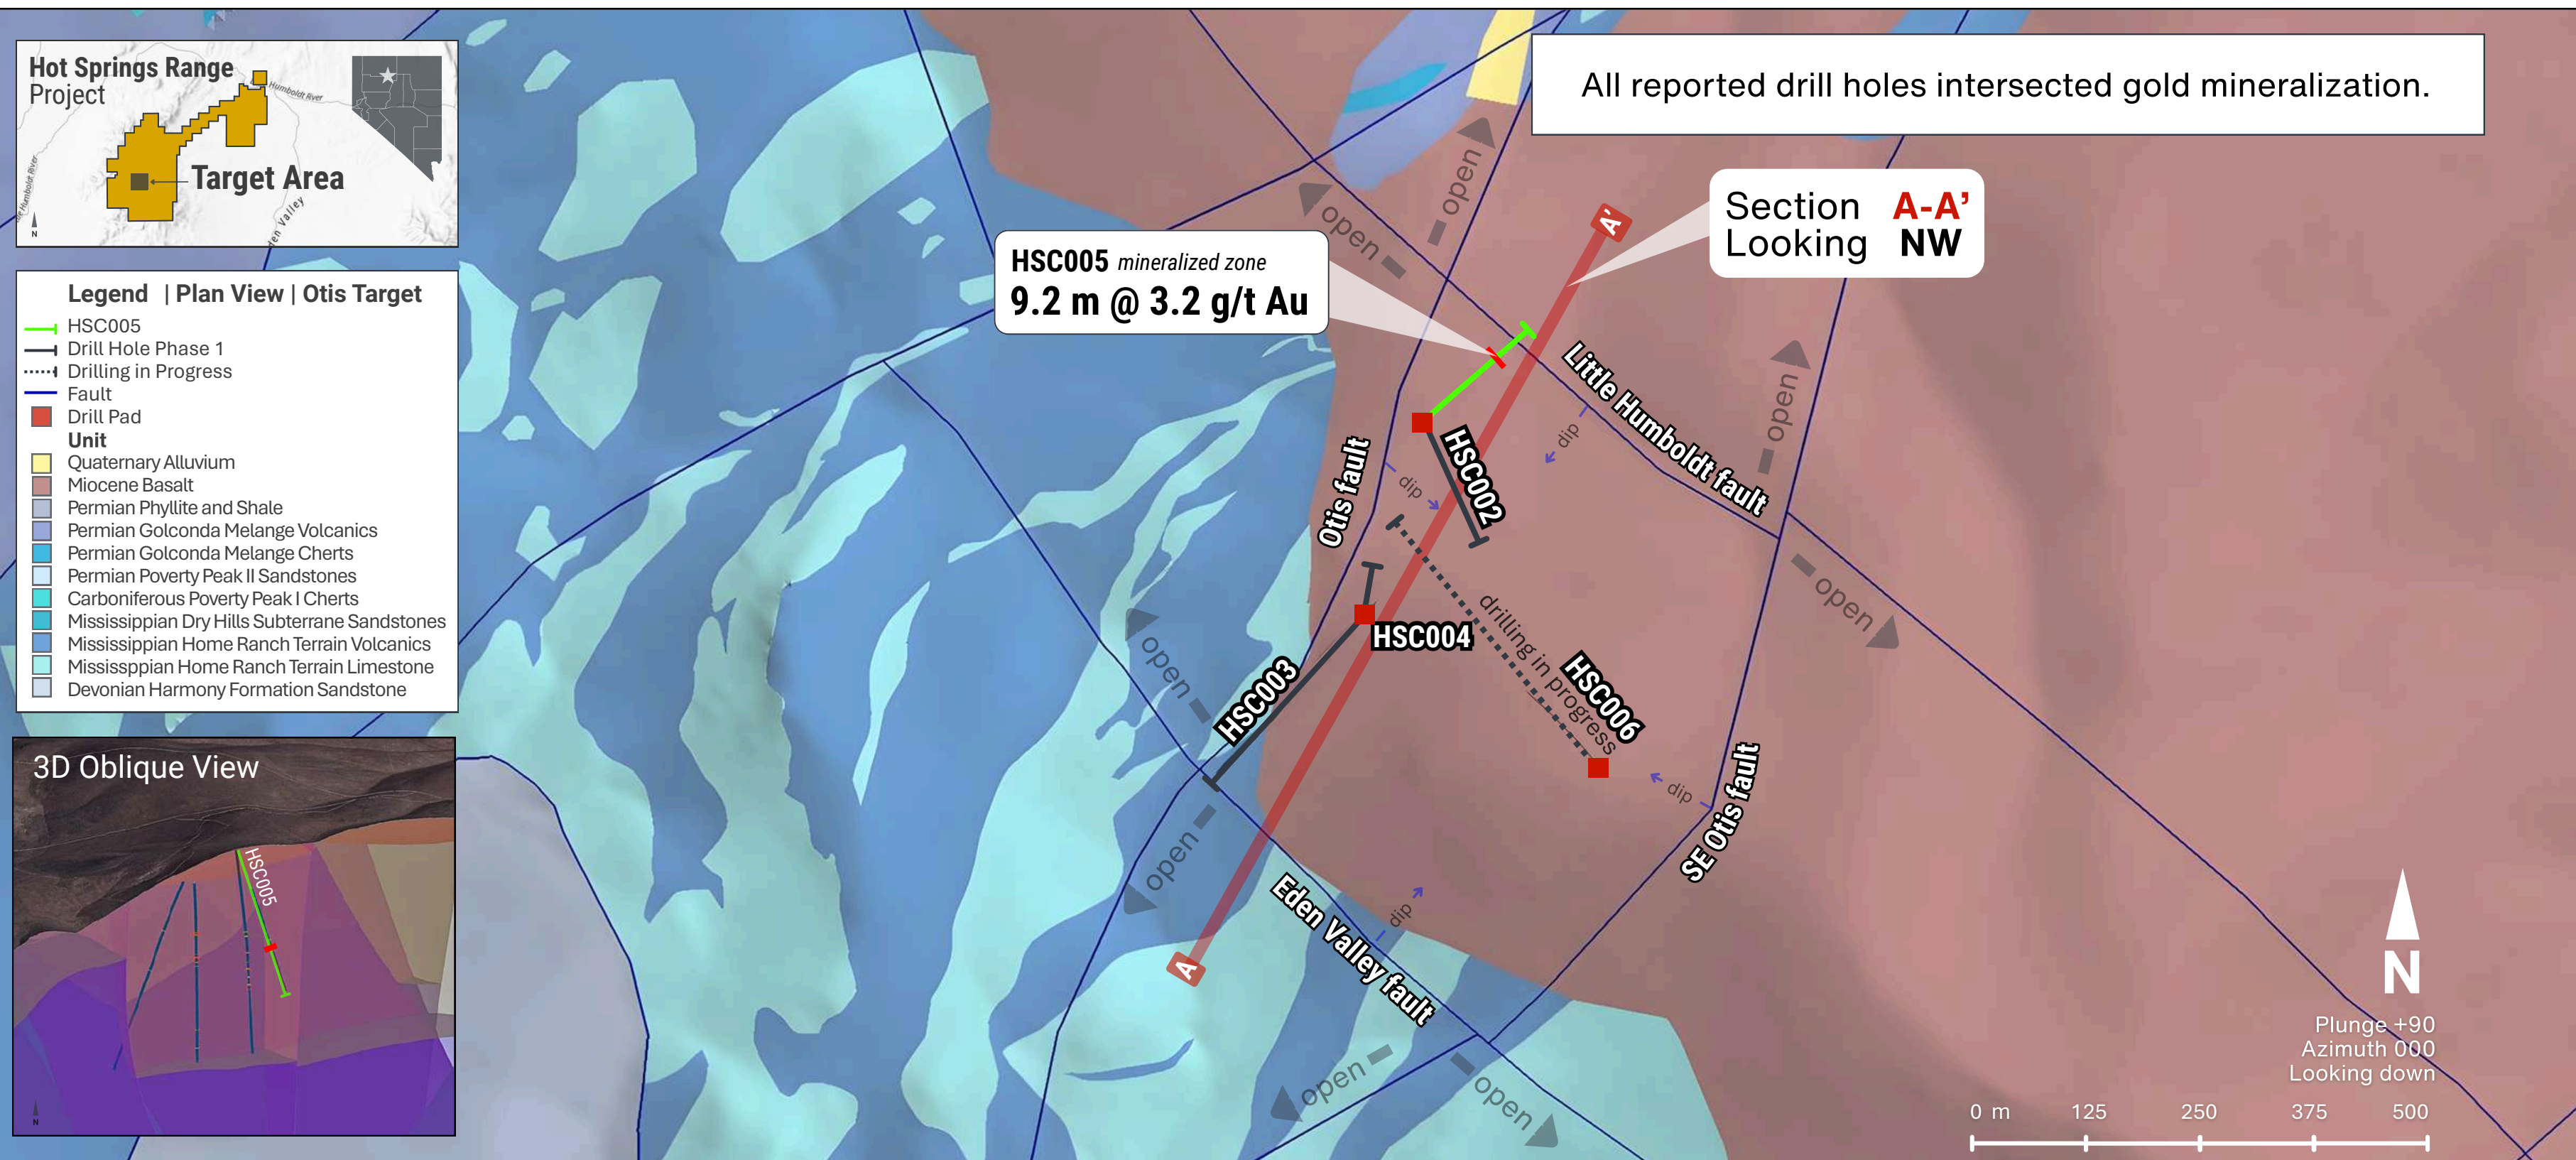 Hot Springs Range
Project
Humboldt River
Target Area
N
Legend | Plan View | Otis Target
HSC005
Drill Hole Phase 1
Drilling in Progress
Fault
Drill Pad
Unit
Quaternary Alluvium
Miocene Basalt
Permian Phyllite and Shale
Permian Golconda Melange Volcanics
Permian Golconda Melange Cherts
Permian Poverty Peak II Sandstones
Carboniferous Poverty Peak I Cherts
Mississippian Dry Hills Subterrane Sandstones
Mississippian Home Ranch Terrain Volcanics
Mississppian Home Ranch Terrain Limestone
Devonian Harmony Formation Sandstone
3D Oblique View
HSC005
N
All reported drill holes intersected gold mineralization.
Section A-A’
Looking NW
HSC005 mineralized zone
9.2 m @ 3.2 g/t Au
open
open
A’
Little Humboldt fault
open
dip
Otis fault
dip
HSC002
HSC004
drilling in progress
HSC006
HSC003
open
open
open
dip
SE Otis fault
A
Eden Valley fault
dip
open
open
N
Plunge +90
Azimuth 000
Looking down
0 m 125 250 375 500